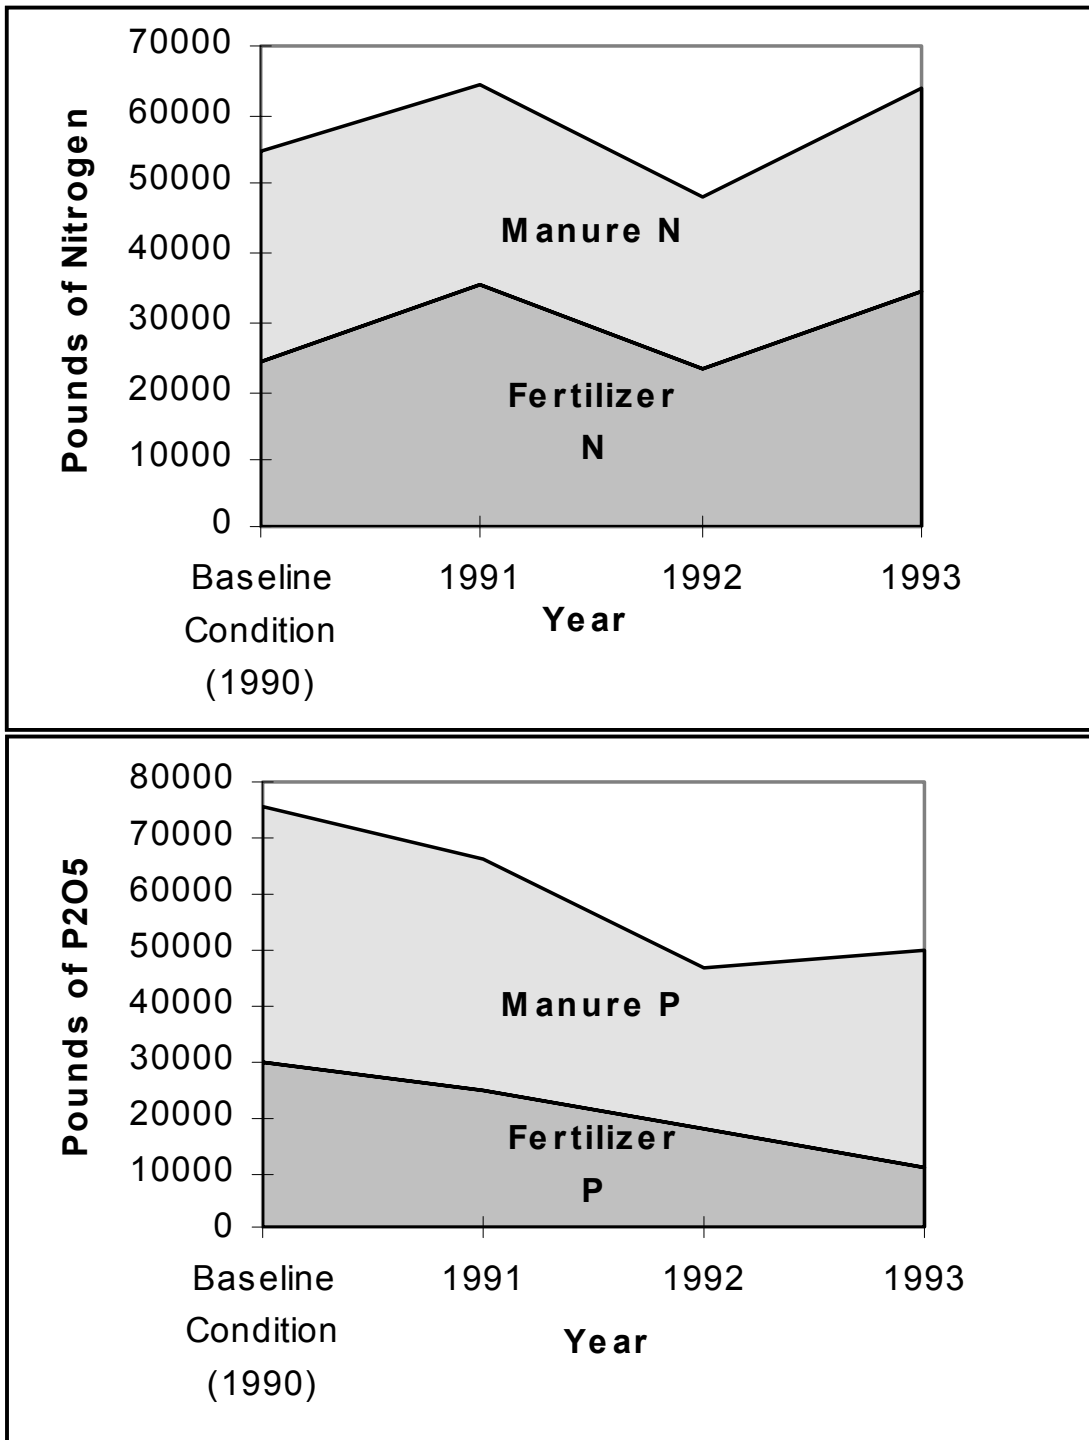 Pounds of Nitrogen
70000
60000
50000
40000
30000
20000
10000
0
Manure N
Fertilizer
N
Baseline
Condition
(1990)
1991
1992
1993
Year
Pounds of P2O5
80000
70000
60000
50000
40000
30000
20000
10000
0
Manure P
Fertilizer
P
Baseline
Condition
(1990)
1991
1992
1993
Year